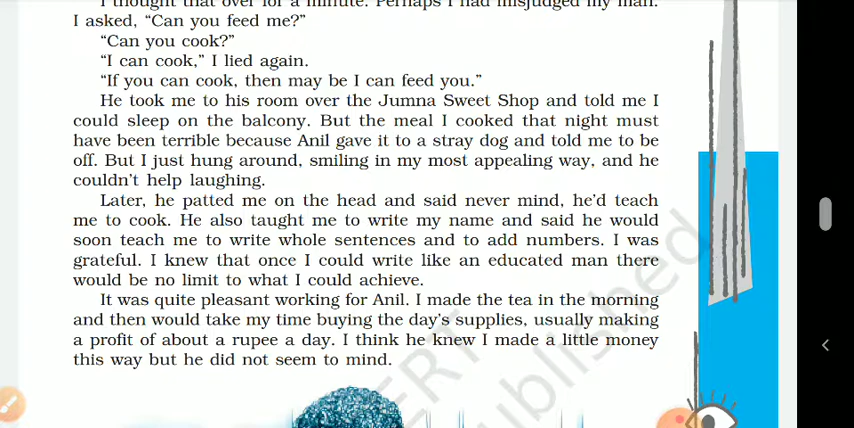 I thought that over for a minute. Perhaps I had misjudged my man.
I asked, “Can you feed me?”
“Can you cook?”
“I can cook,” I lied again.
“If you can cook, then may be I can feed you.”
He took me to his room over the Jumna Sweet Shop and told me I
could sleep on the balcony. But the meal I cooked that night must
have been terrible because Anil gave it to a stray dog and told me to be
off. But I just hung around, smiling in my most appealing way, and he
couldn’t help laughing.
Later, he patted me on the head and said never mind, he’d teach
me to cook. He also taught me to write my name and said he would
soon teach me to write whole sentences and to add numbers. I was
grateful. I knew that once I could write like an educated man there
would be no limit to what I could achieve.
It was quite pleasant working for Anil. I made the tea in the morning
and then would take my time buying the day’s supplies, usually making
a profit of about a rupee a day. I think he knew I made a little money
this way but he did not seem to mind.